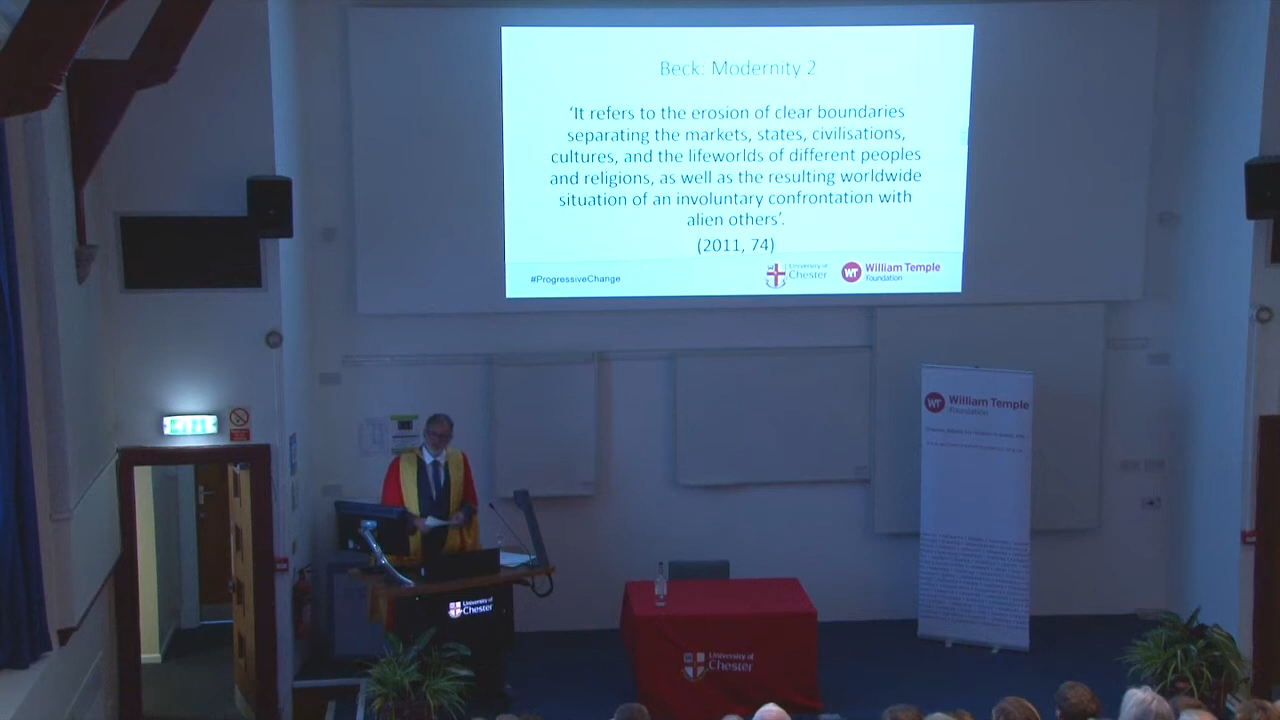 Beck: Modernity 2
‘It refers to the erosion of clear boundaries
separating the markets, states, civilisations,
cultures, and the lifeworlds of different peoples
and religions, as well as the resulting worldwide
situation of an involuntary confrontation with
alien others’.
(2011, 74)
#ProgressiveChange
University of
Chester
WT
William Temple
Foundation
WT
William Temple
Foundation
University of
Chester
University of
Chester